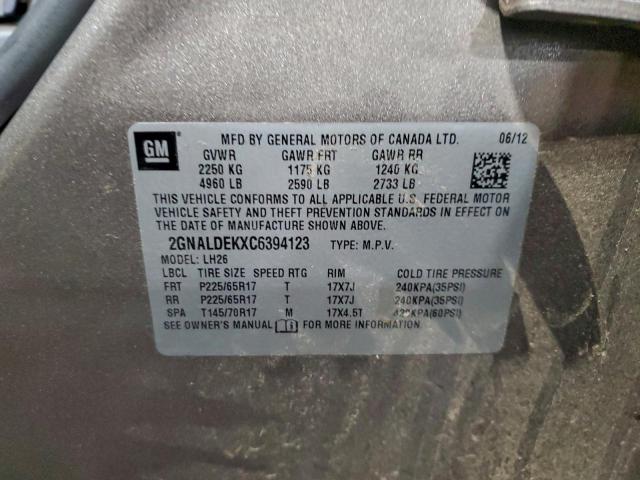 GM
MFD BY GENERAL MOTORS OF CANADA LTD. 06/12
GVWR GAWR FRT GAWR RR
2250 KG 1175 KG 1240 KG
4960 LB 2590 LB 2733 LB
THIS VEHICLE CONFORMS TO ALL APPLICABLE U.S. FEDERAL MOTOR
VEHICLE SAFETY AND THEFT PREVENTION STANDARDS IN EFFECT ON
THE DATE OF MANUFACTURE SHOWN ABOVE.
2GNALDEKXC6394123 TYPE: M.P.V.
MODEL: LH26
LBCL TIRE SIZE SPEED RTG RIM COLD TIRE PRESSURE
FRT P225/65R17 T 17X7J 240KPA(35PSI)
RR P225/65R17 T 17X7J 240KPA(35PSI)
SPA T145/70R17 M 17X4.5T 420KPA(60PSI)
SEE OWNER'S MANUAL FOR MORE INFORMATION.